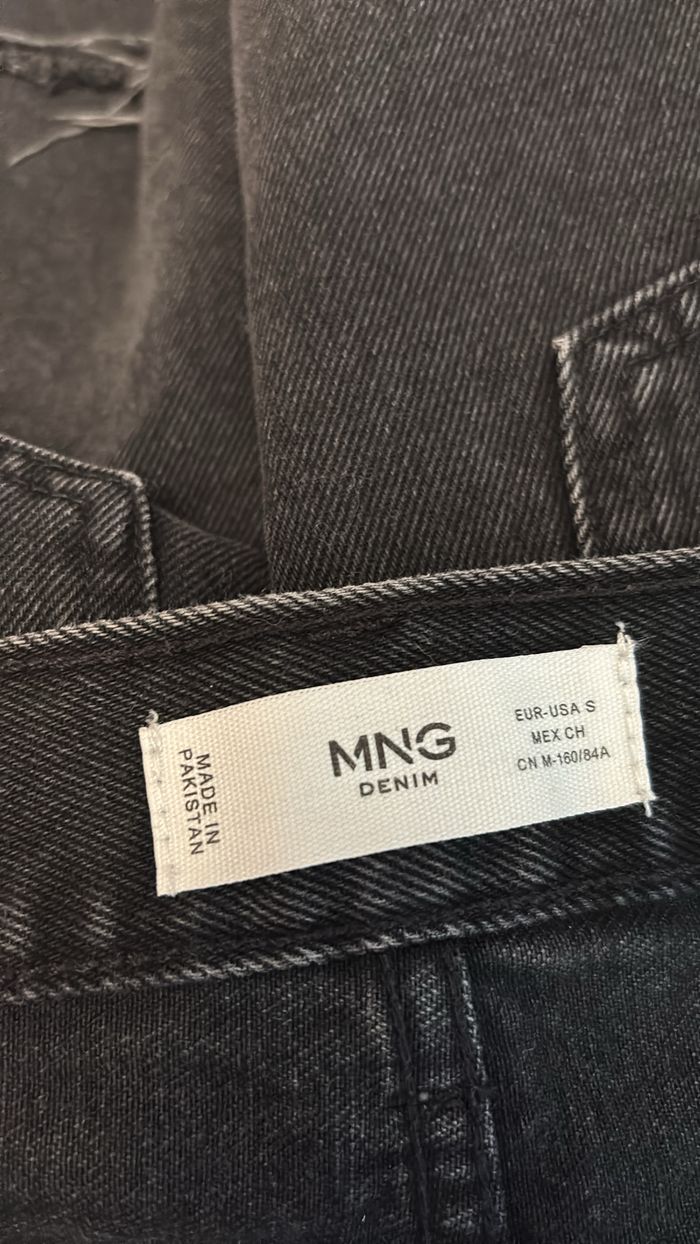 MADE IN
PAKISTAN
MNG
DENIM
EUR-USA S
MEX CH
CN M-160/84A